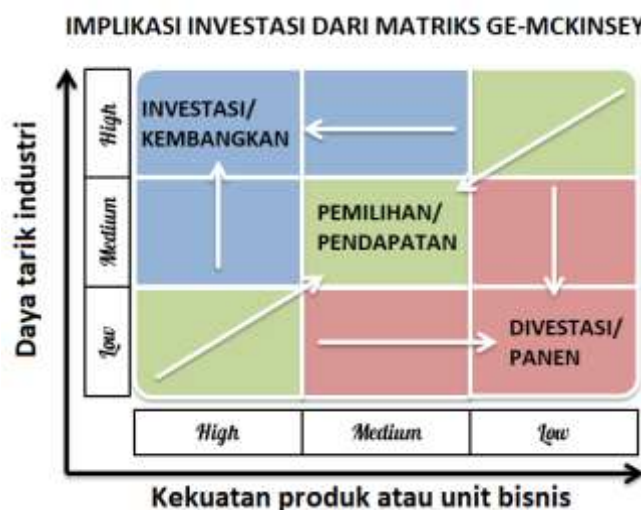 IMPLIKASI INVESTASI DARI MATRIKS GE-MCKINSEY
Daya tarik industri
High
Medium
Low
INVESTASI/
KEMBANGKAN
PEMILIHAN/
PENDAPATAN
DIVESTASI/
PANEN
High
Medium
Low
Kekuatan produk atau unit bisnis